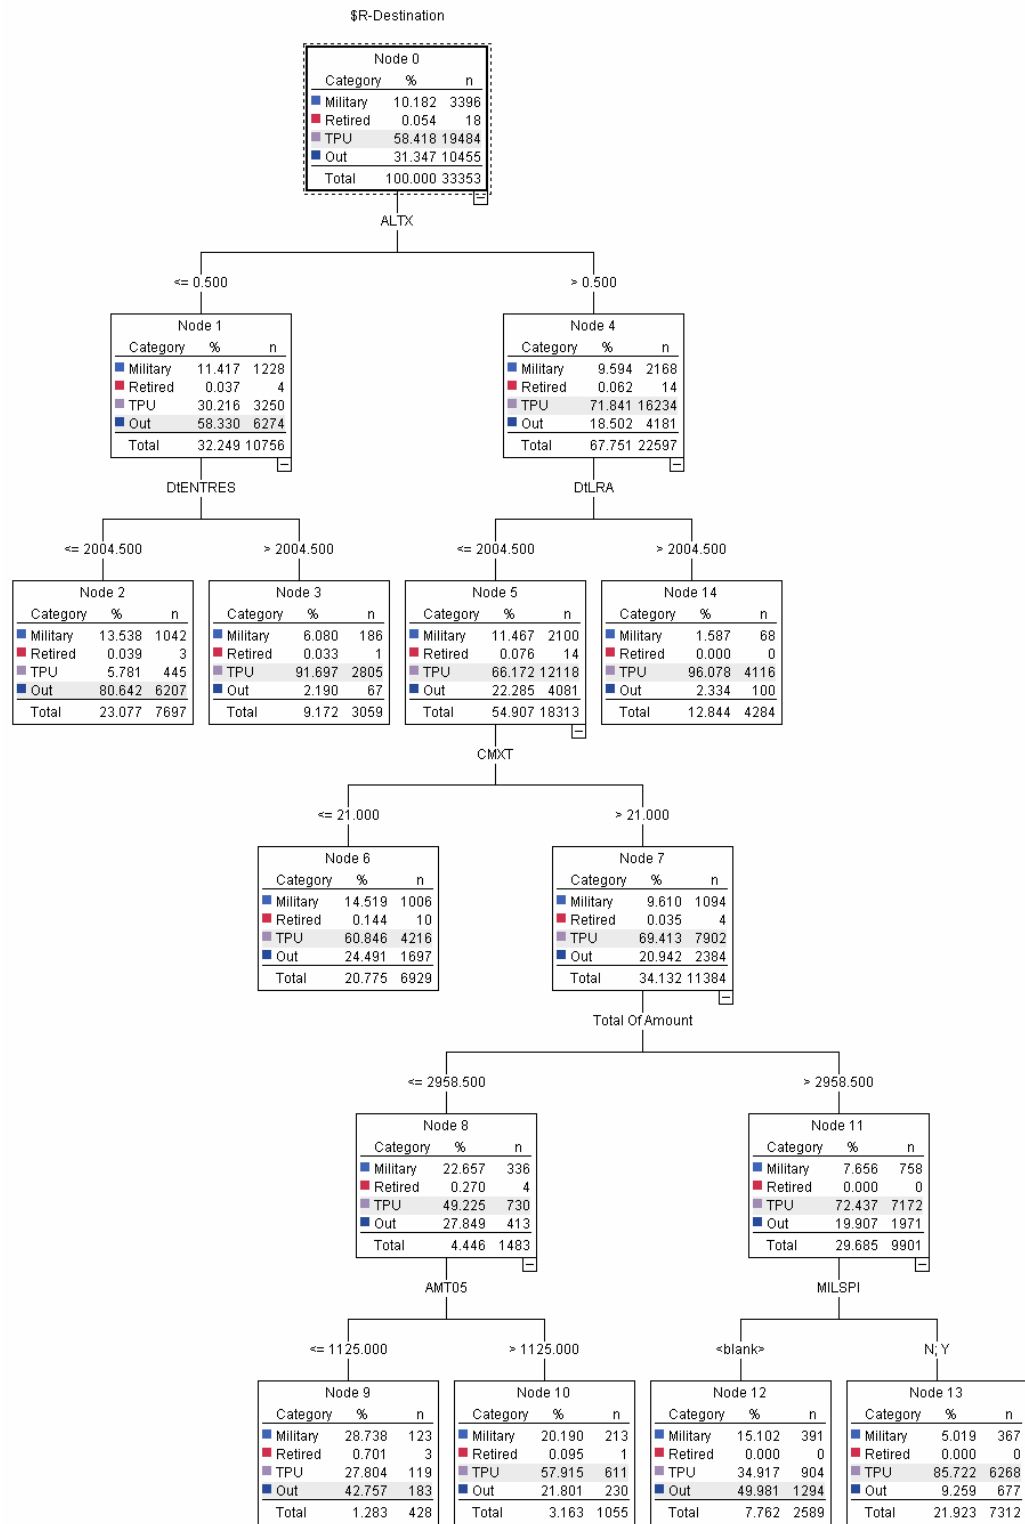 $R-Destination
Node 0
Category % n
Military 10.182 3396
Retired 0.054 18
TPU 58.418 19484
Out 31.347 10455
Total 100.000 33353
ALTX
<= 0.500
> 0.500
Node 1
Category % n
Military 11.417 1228
Retired 0.037 4
TPU 30.216 3250
Out 58.330 6274
Total 32.249 10756
Node 4
Category % n
Military 9.594 2168
Retired 0.062 14
TPU 71.841 16234
Out 18.502 4181
Total 67.751 22597
DtENTRES
DtLRA
<= 2004.500
> 2004.500
<= 2004.500
> 2004.500
Node 2
Category % n
Military 13.538 1042
Retired 0.039 3
TPU 5.781 445
Out 80.642 6207
Total 23.077 7697
Node 3
Category % n
Military 6.080 186
Retired 0.033 1
TPU 91.697 2805
Out 2.190 67
Total 9.172 3059
Node 5
Category % n
Military 11.467 2100
Retired 0.076 14
TPU 66.172 12118
Out 22.285 4081
Total 54.907 18313
Node 14
Category % n
Military 1.587 68
Retired 0.000 0
TPU 96.078 4116
Out 2.334 100
Total 12.844 4284
CMXT
<= 21.000
> 21.000
Node 6
Category % n
Military 14.519 1006
Retired 0.144 10
TPU 60.846 4216
Out 24.491 1697
Total 20.775 6929
Node 7
Category % n
Military 9.610 1094
Retired 0.035 4
TPU 69.413 7902
Out 20.942 2384
Total 34.132 11384
Total Of Amount
<= 2958.500
> 2958.500
Node 8
Category % n
Military 22.657 336
Retired 0.270 4
TPU 49.225 730
Out 27.849 413
Total 4.446 1483
Node 11
Category % n
Military 7.656 758
Retired 0.000 0
TPU 72.437 7172
Out 19.907 1971
Total 29.685 9901
AMT05
MILSPI
<= 1125.000
> 1125.000
<blank>
N; Y
Node 9
Category % n
Military 28.738 123
Retired 0.701 3
TPU 27.804 119
Out 42.757 183
Total 1.283 428
Node 10
Category % n
Military 20.190 213
Retired 0.095 1
TPU 57.915 611
Out 21.801 230
Total 3.163 1055
Node 12
Category % n
Military 15.102 391
Retired 0.000 0
TPU 34.917 904
Out 49.981 1294
Total 7.762 2589
Node 13
Category % n
Military 5.019 367
Retired 0.000 0
TPU 85.722 6268
Out 9.259 677
Total 21.923 7312